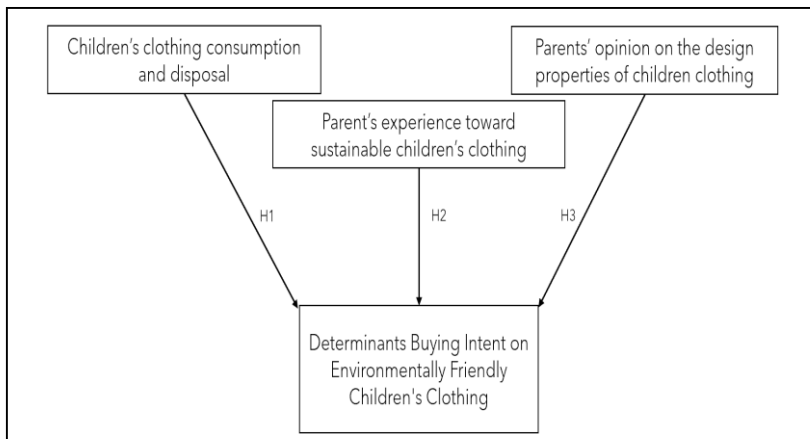 Children's clothing consumption
and disposal
Parents' opinion on the design
properties of children clothing
Parent's experience toward
sustainable children's clothing
H1
H2
H3
Determinants Buying Intent on
Environmentally Friendly
Children's Clothing